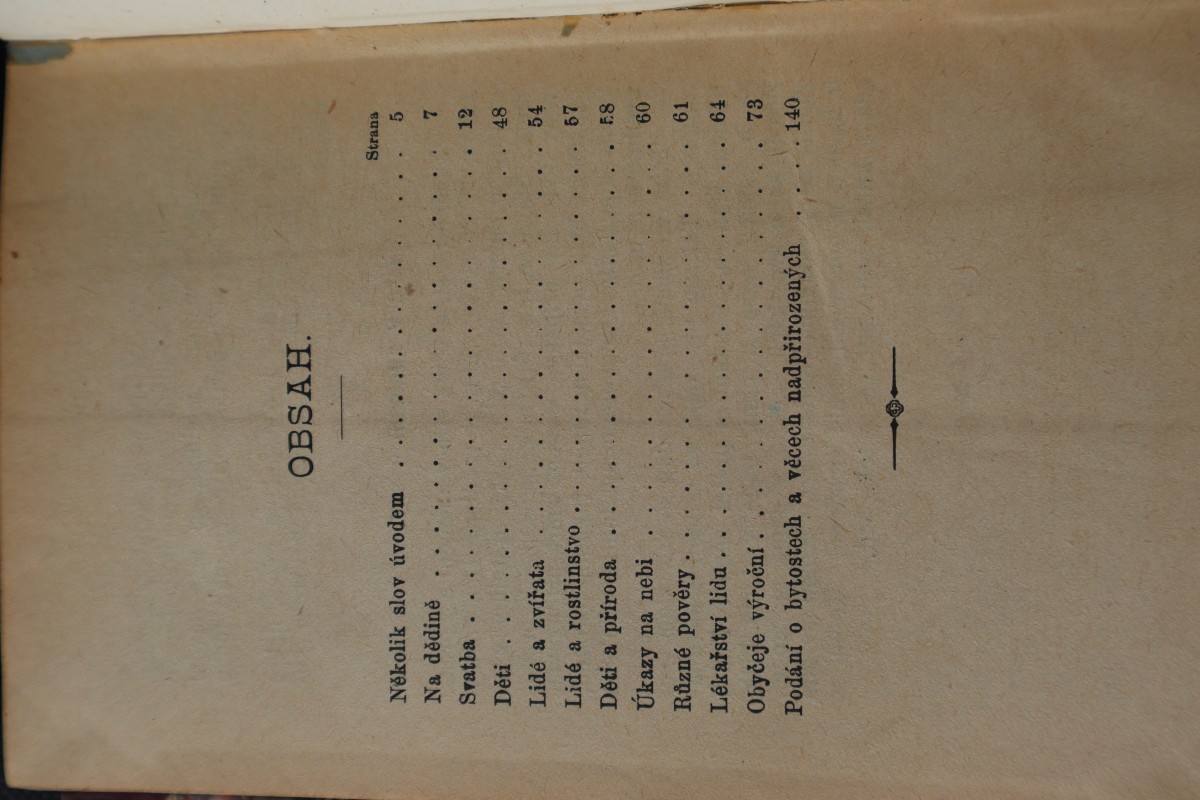 OBSAH.
Strana
Několik slov úvodem . . . . . . . . . . . . 5
Na dědině . . . . . . . . . . . . . . . 7
Svatba . . . . . . . . . . . . . . . . . 12
Děti . . . . . . . . . . . . . . . . 48
Lidé a zvířata . . . . . . . . . . . . . . 54
Lidé a rostlinstvo . . . . . . . . . . . . . 57
Děti a příroda . . . . . . . . . . . . . . 58
Úkazy na nebi . . . . . . . . . . . . . . 60
Různé pověry . . . . . . . . . . . . . . . 61
Lékařství lidu . . . . . . . . . . . . . . . 64
Obyčeje výroční . . . . . . . . . . . . . . 73
Podání o bytostech a věcech nadpřirozených . . . . 140